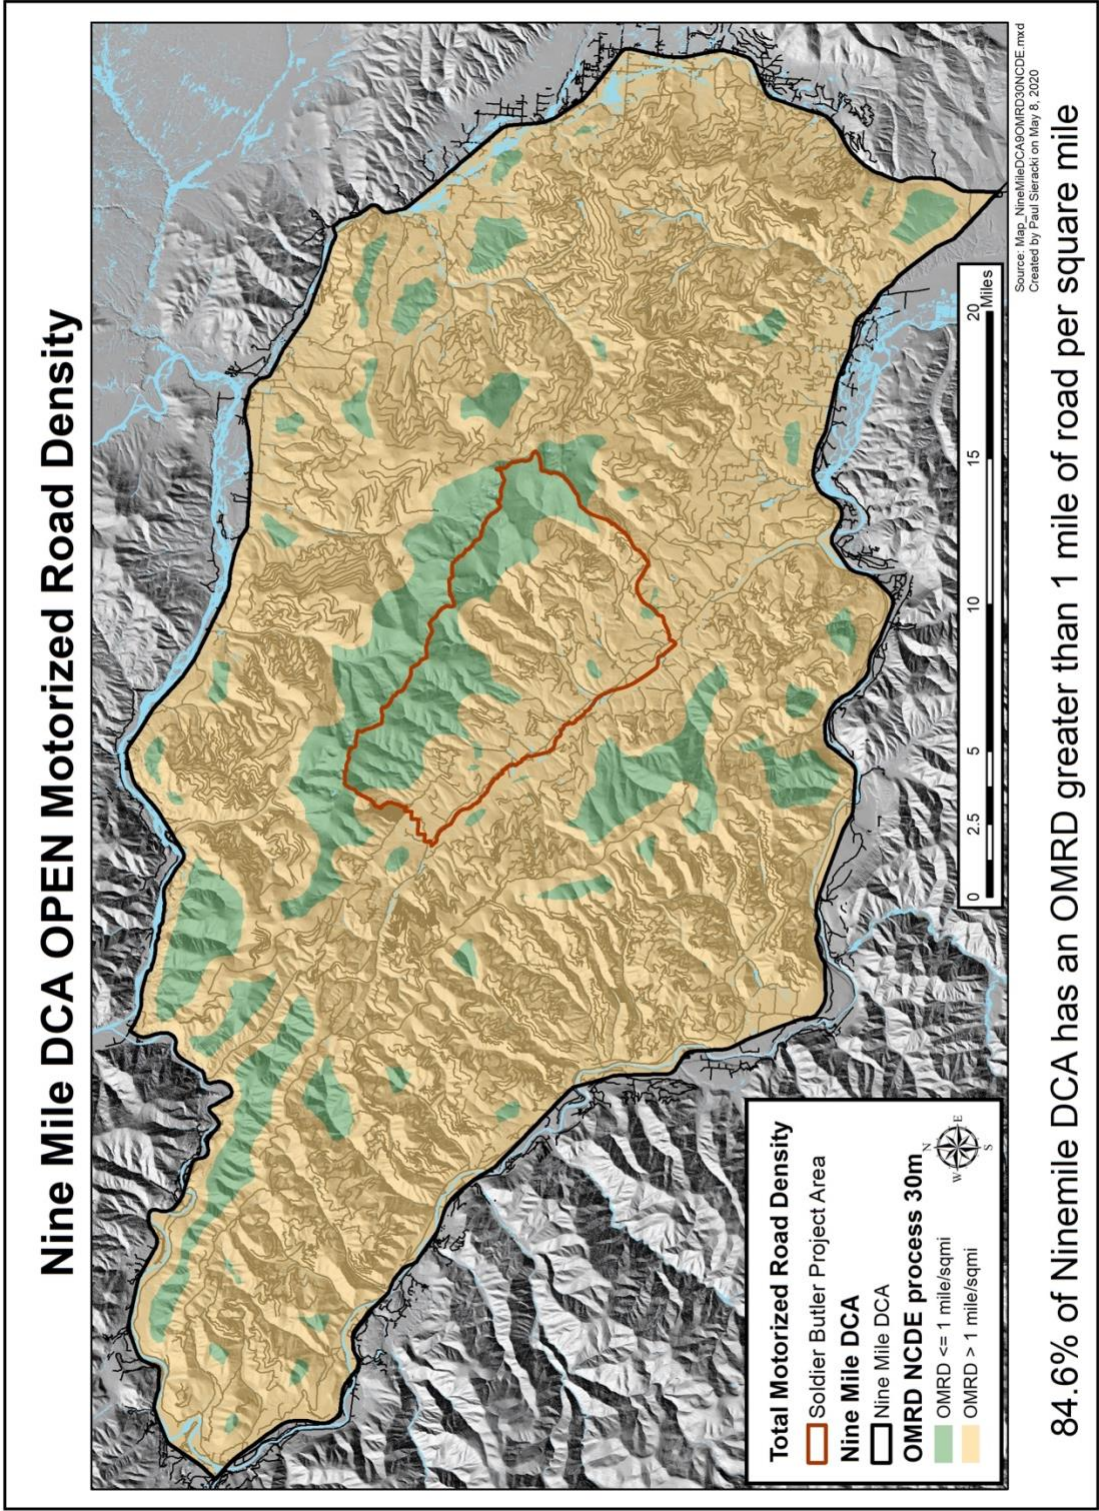 Nine Mile DCA OPEN Motorized Road Density
Total Motorized Road Density
Soldier Butler Project Area
Nine Mile DCA
Nine Mile DCA
OMRD NCDE process 30m
OMRD <= 1 mile/sqmi
OMRD > 1 mile/sqmi
N
W E
S
0 2.5 5 10 15 20
Miles
Source: Map_NineMileDCA9OMRD30NCDE.mxd
Created by Paul Sieracki on May 8, 2020
84.6% of Ninemile DCA has an OMRD greater than 1 mile of road per square mile